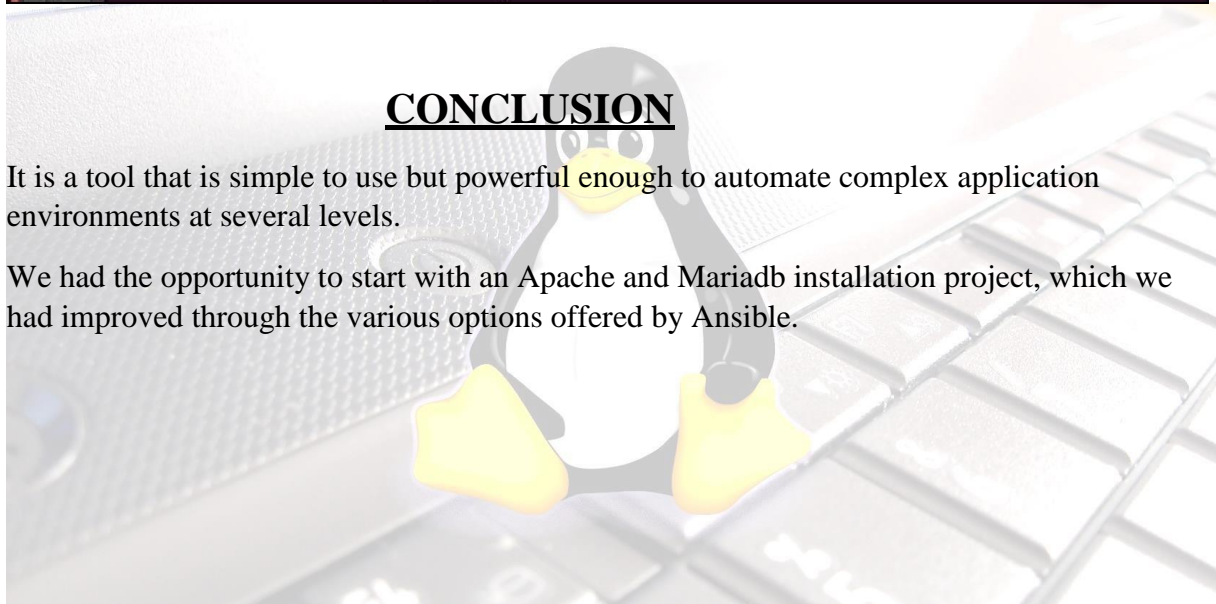 CONCLUSION
It is a tool that is simple to use but powerful enough to automate complex application
environments at several levels.
We had the opportunity to start with an Apache and Mariadb installation project, which we
had improved through the various options offered by Ansible.